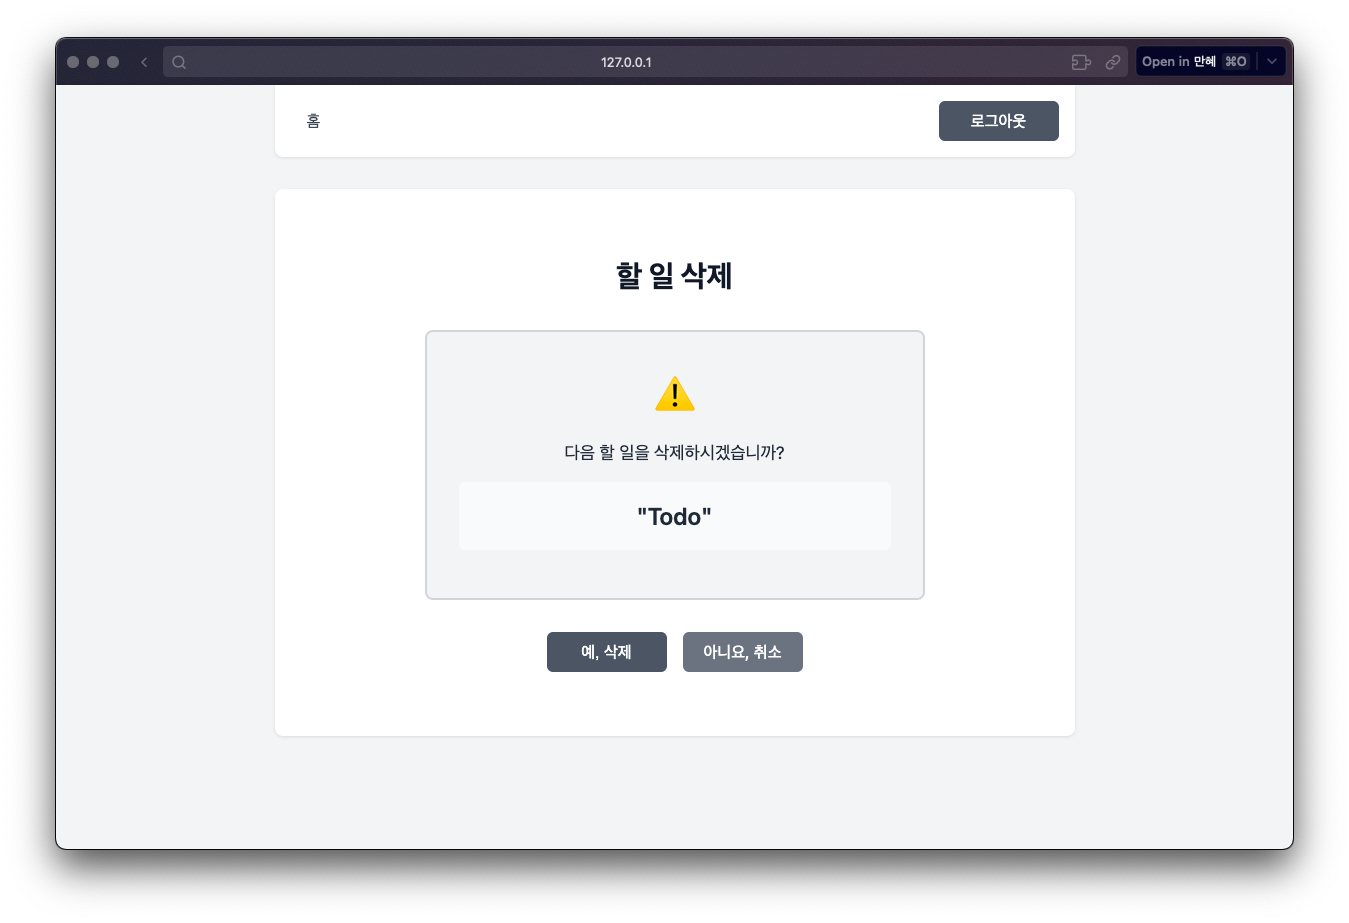 127.0.0.1
Open in 만혜 ⌘O
홈
로그아웃
할 일 삭제
다음 할 일을 삭제하시겠습니까?
"Todo"
예, 삭제
아니요, 취소